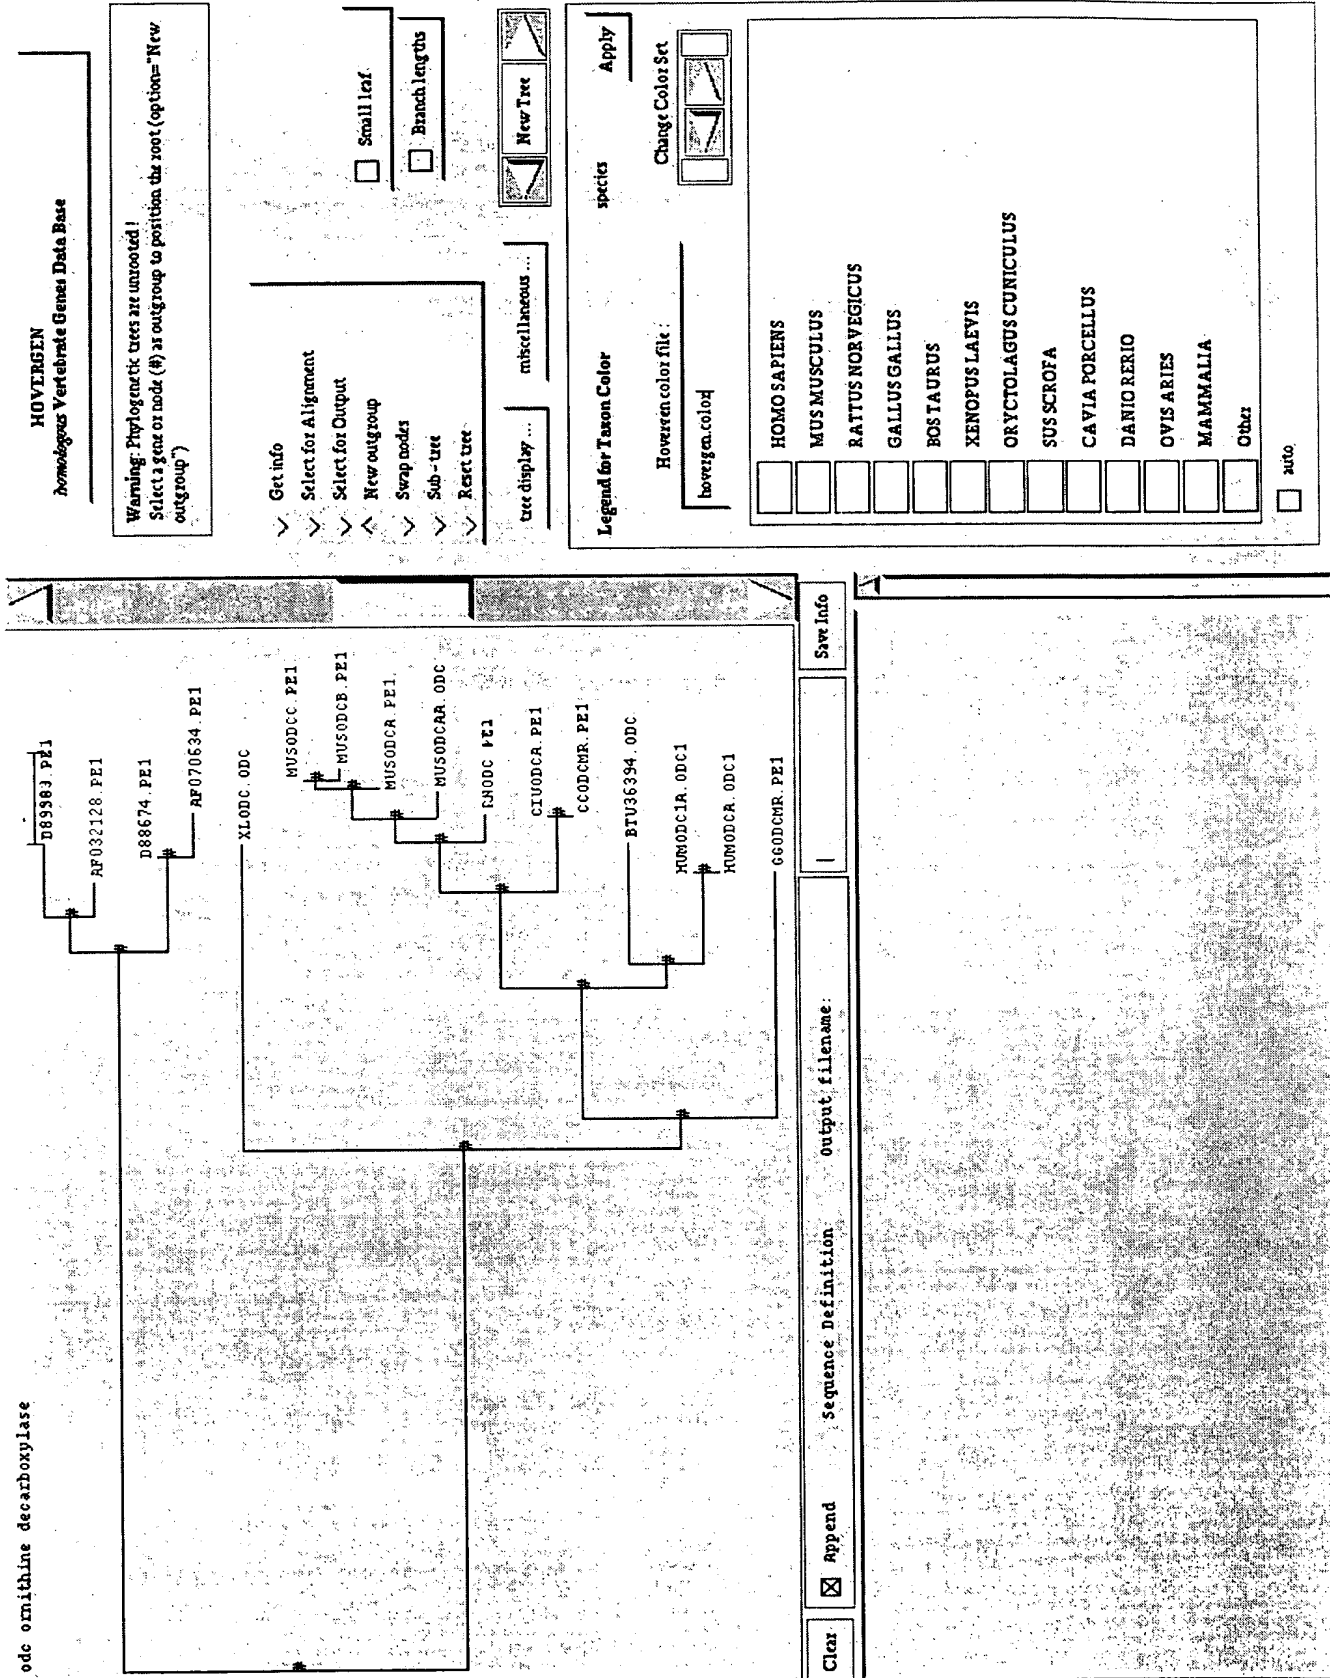 odc ornithine decarboxylase
D89983.PE1
AF032128.PE1
D88674.PE1
AF070634.PE1
XLODC.ODC
MUSODCC.PE1
MUSODCB.PE1
MUSODCA.PE1
MUSODCAA.ODC
RNODC.PE1
CIUODCA.PE1
CCODCMR.PE1
BTU36394.ODC
HUMODC1A.ODC1
HUMODCA.ODC1
GGODCMR.PE1
Clear
Append
Sequence Definition
output filename:
Save Info
HOVERGEN
homologous Vertebrate Genes Data Base
Warning: Phylogenetic trees are unrooted!
Select a gene or node (#) as outgroup to position the root (option="New
outgroup")
Get info
Select for Alignment
Select for Output
New outgroup
Swap nodes
Sub-tree
Reset tree
Small leaf
Branch lengths
tree display ...
miscellaneous ...
New Tree
Legend for Taxon Color
species
Apply
Hovergen color file:
Change Color Set
hovergen.color
HOMO SAPIENS
MUS MUSCULUS
RATTUS NORVEGICUS
GALLUS GALLUS
BOS TAURUS
XENOPUS LAEVIS
ORYCTOLAGUS CUNICULUS
SUS SCROFA
CAVIA PORCELLUS
DANIO RERIO
OVIS ARIES
MAMMALIA
Other
auto